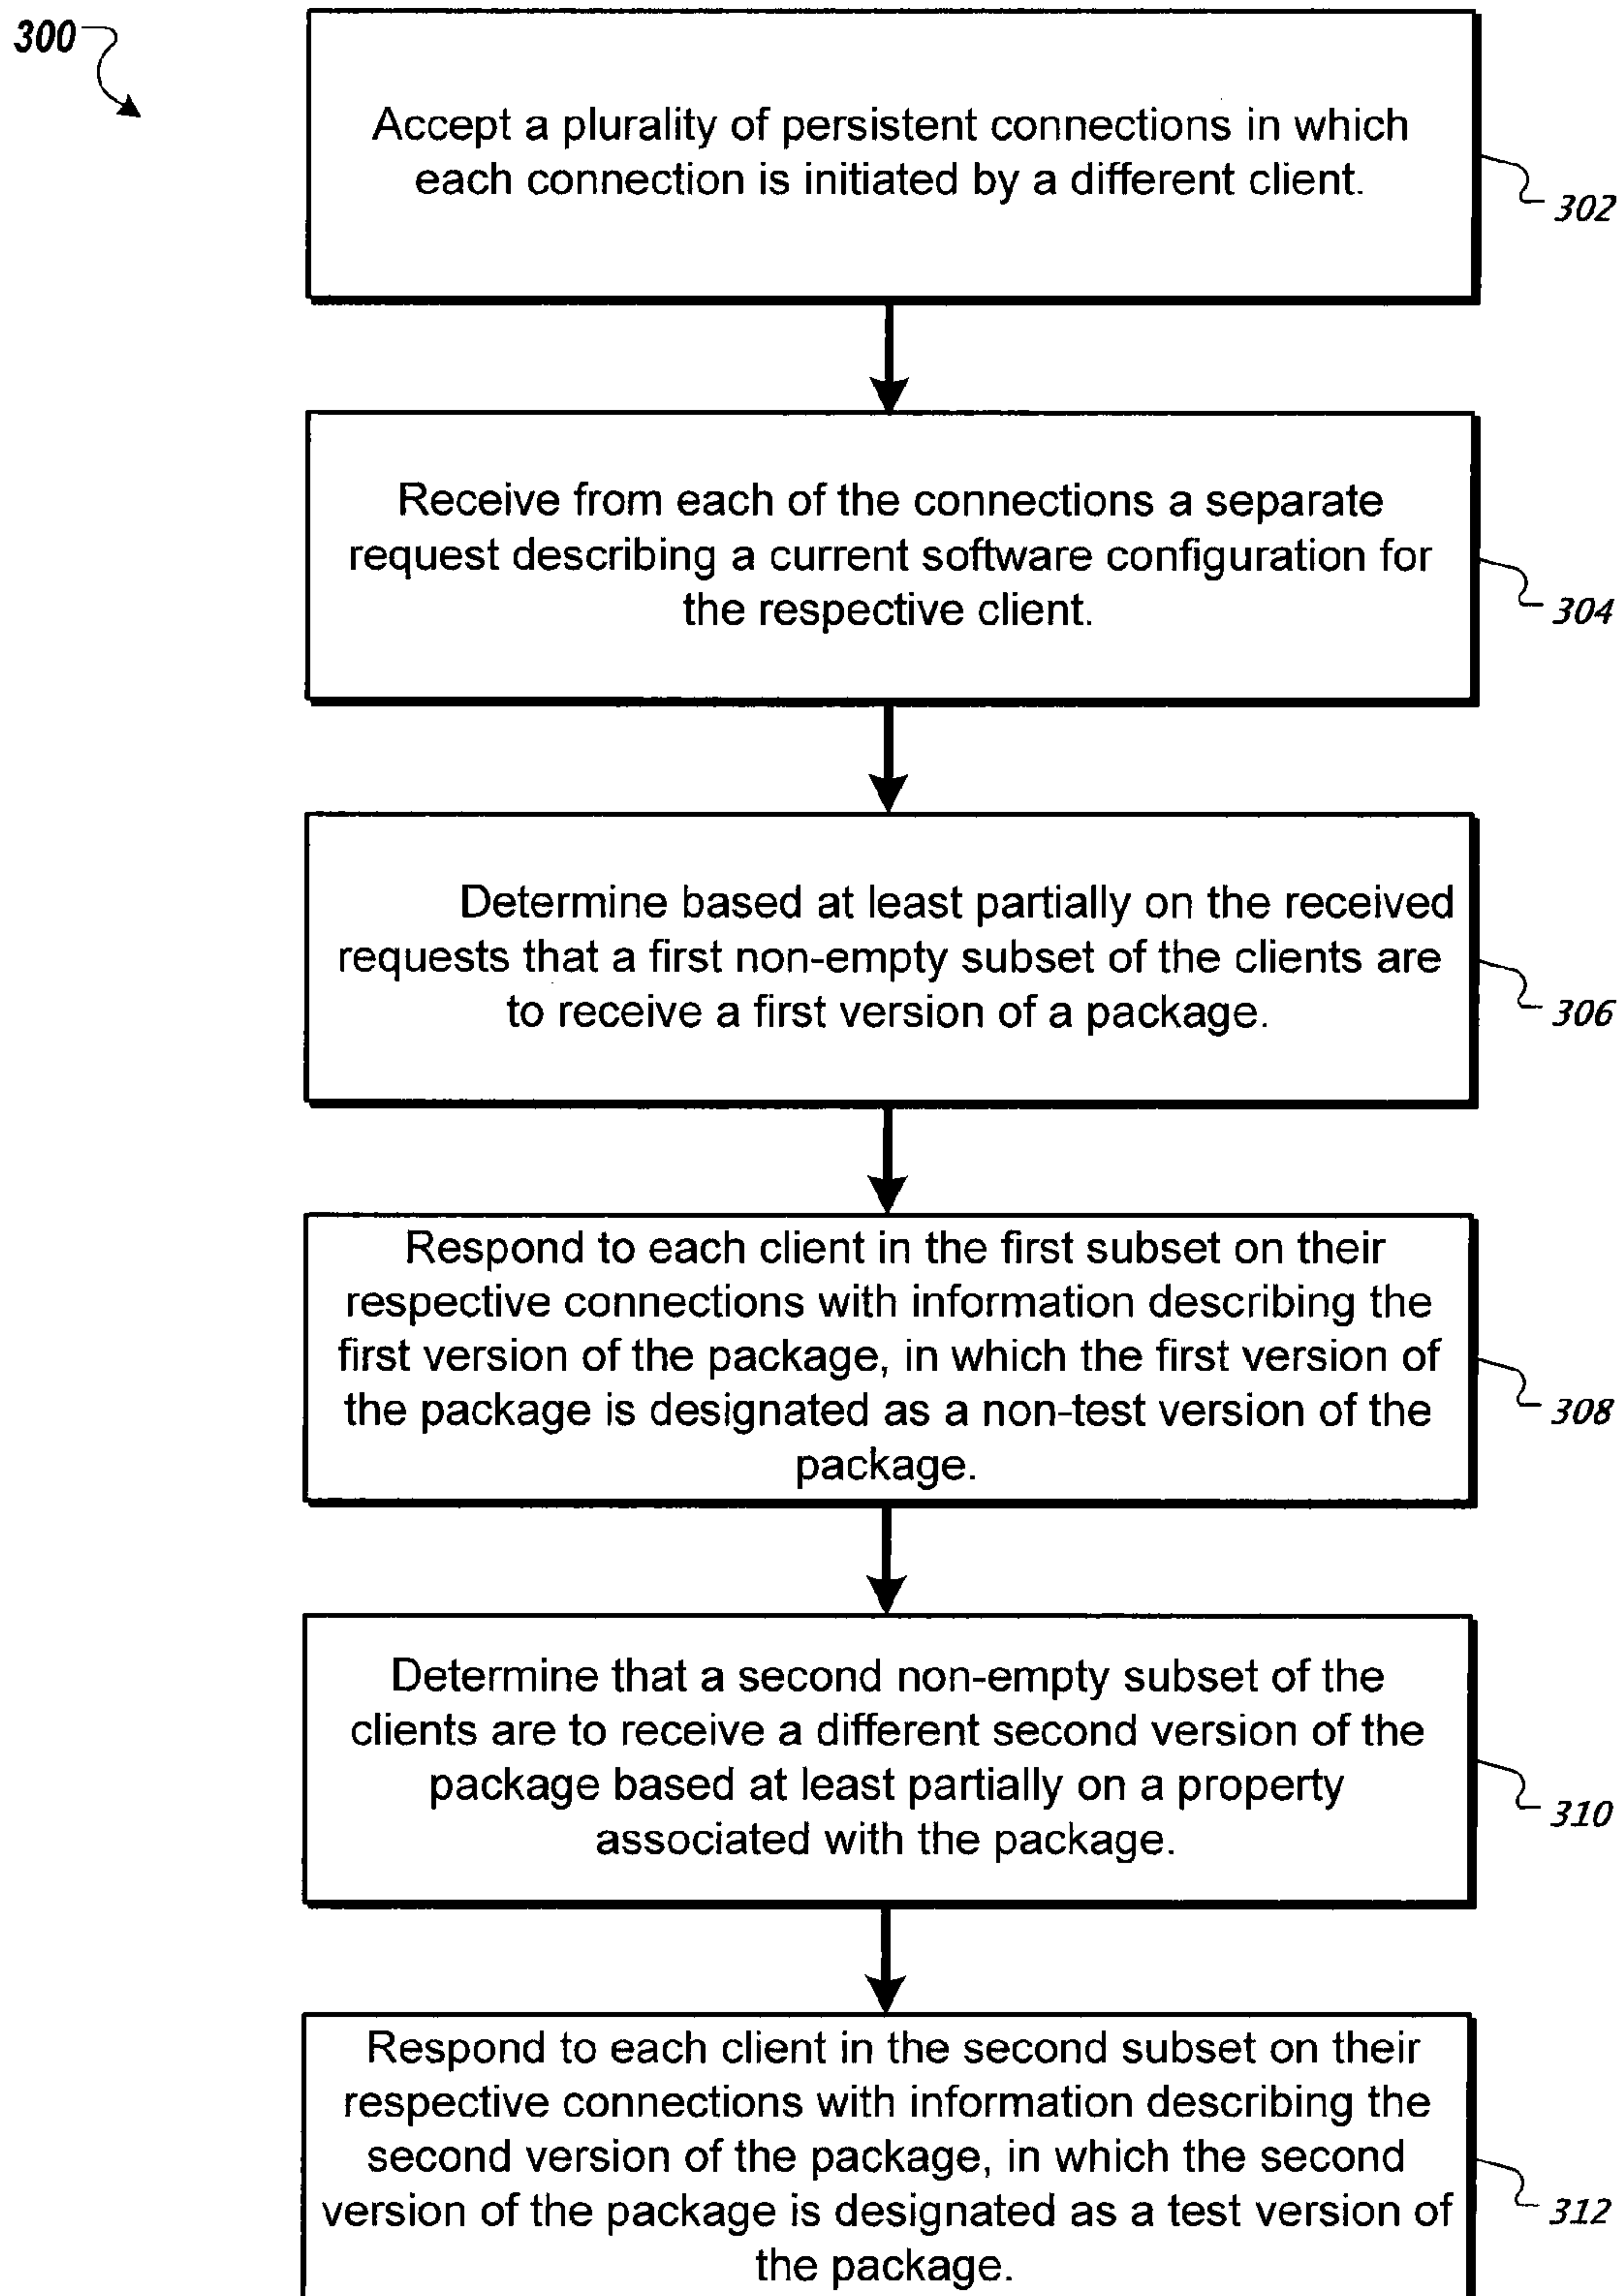 300
Accept a plurality of persistent connections in which
each connection is initiated by a different client.
302
Receive from each of the connections a separate
request describing a current software configuration for
the respective client.
304
Determine based at least partially on the received
requests that a first non-empty subset of the clients are
to receive a first version of a package.
306
Respond to each client in the first subset on their
respective connections with information describing the
first version of the package, in which the first version of
the package is designated as a non-test version of the
package.
308
Determine that a second non-empty subset of the
clients are to receive a different second version of the
package based at least partially on a property
associated with the package.
310
Respond to each client in the second subset on their
respective connections with information describing the
second version of the package, in which the second
version of the package is designated as a test version of
the package.
312